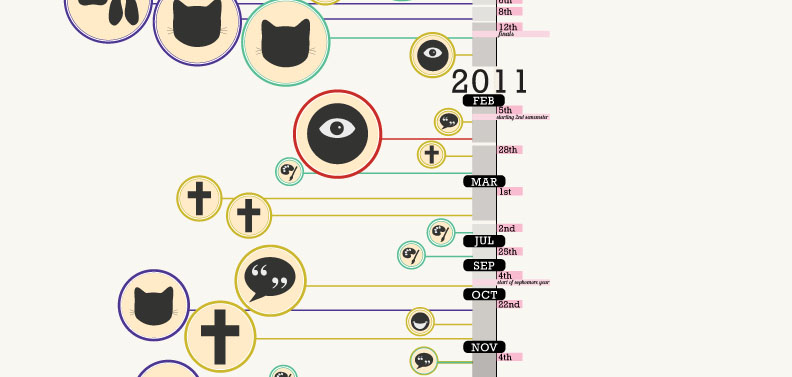 8th
12th
finals
2011
FEB
5th
starting 2nd semester
28th
MAR
1st
2nd
JUL
25th
SEP
4th
start of sophomore year
OCT
22nd
NOV
4th